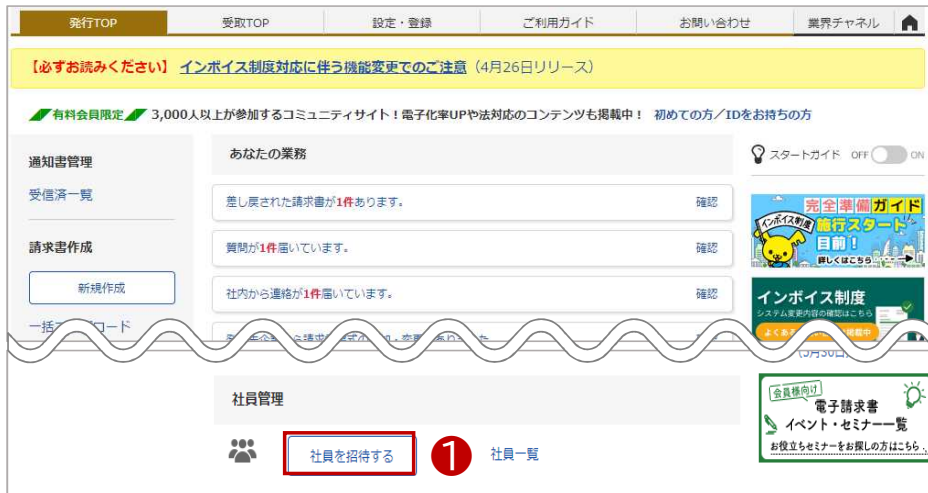 発行TOP 受取TOP 設定・登録 ご利用ガイド お問い合わせ 業界チャネル
【必ずお読みください】 インボイス制度対応に伴う機能変更でのご注意（4月26日リリース）
有料会員限定 3,000人以上が参加するコミュニティサイト！電子化率UPや法対応のコンテンツも掲載中！ 初めての方／IDをお持ちの方
通知書管理
受信済一覧
請求書作成
新規作成
あなたの業務
差し戻された請求書が1件あります。 確認
質問が1件届いています。 確認
社内から連絡が1件届いています。 確認
スタートガイド OFF ON
完全準備ガイド
インボイス制度
施行スタート
目前！
詳しくはこちら
インボイス制度
システム変更内容の確認はこちら
社員管理
社員を招待する 1 社員一覧
会員様向け
電子請求書
イベント・セミナー一覧
お役立ちセミナーをお探しの方はこちら